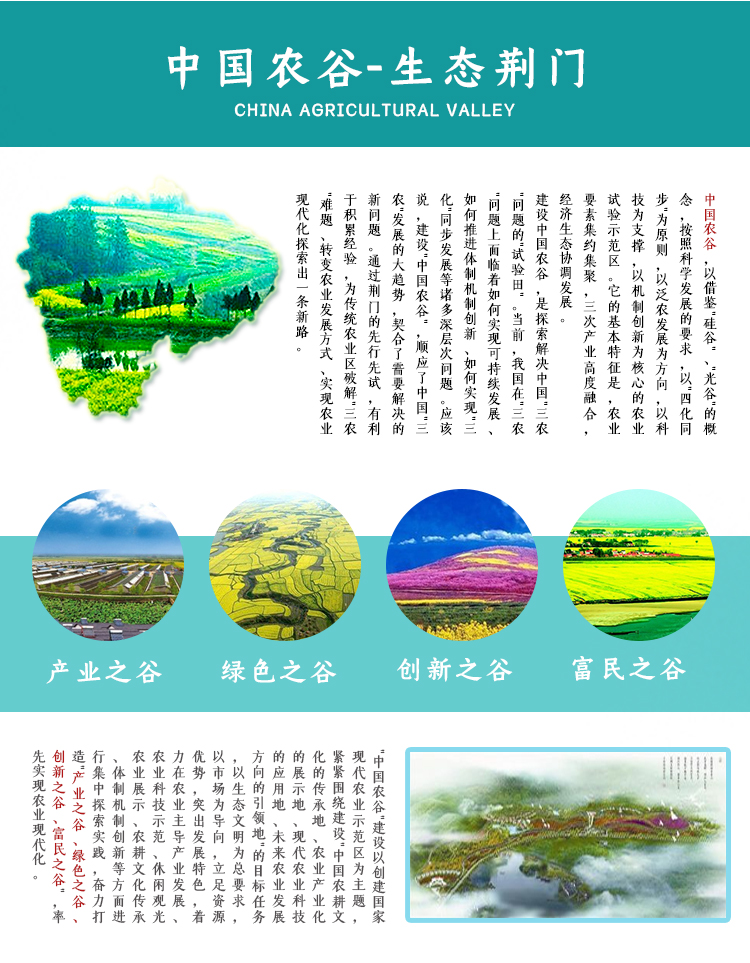 中国农谷-生态荆门
CHINA AGRICULTURAL VALLEY
中国农谷,以借鉴"硅谷"、"光谷"的概
念,按照科学发展的要求,以"四化同
步"为原则,以泛农发展为方向,以科
技为支撑,以机制创新为核心的农业
试验示范区。它的基本特征是,农业
要素集约集聚,三次产业高度融合,
经济生态协调发展。
建设中国农谷,是探索解决中国"三农
"问题的"试验田"。当前,我国在"三农
"问题上面临着如何实现可持续发展、
如何推进体制机制创新、如何实现"三
化"同步发展等诸多深层次问题。应该
说,建设"中国农谷",顺应了中国"三
农"发展的大趋势,契合了需要解决的
新问题。通过荆门的先行先试,有利
于积累经验,为传统农业区破解"三农
"难题、转变农业发展方式、实现农业
现代化探索出一条新路。
产业之谷
绿色之谷
创新之谷
富民之谷
"中国农谷"建设以创建国家
现代农业示范区为主题,
紧紧围绕建设"中国农耕文
化的传承地、农业产业化
的展示地、现代农业科技
的应用地、未来农业发展
方向的引领地"的目标任务
,以生态文明为总要求,
以市场为导向,立足资源
优势,突出发展特色,着
力在农业主导产业发展、
农业科技示范、休闲观光
农业展示、农耕文化传承
、体制机制创新等方面进
行集中探索实践,奋力打
造"产业之谷、绿色之谷、
创新之谷、富民之谷",率
先实现农业现代化。